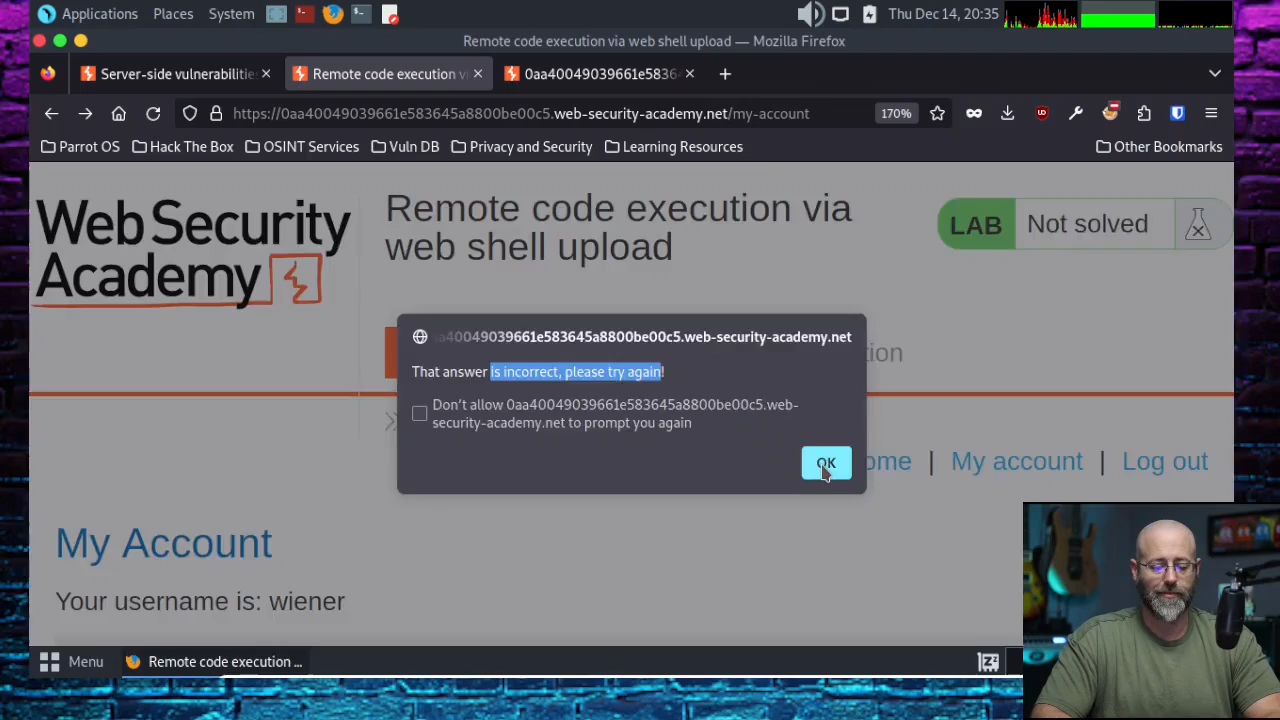 Applications Places System
Thu Dec 14, 20:35
Remote code execution via web shell upload — Mozilla Firefox
Server-side vulnerabilities
Remote code execution v
0aa40049039661e58364
https://0aa40049039661e583645a8800be00c5.web-security-academy.net/my-account
170%
Parrot OS Hack The Box OSINT Services Vuln DB Privacy and Security Learning Resources Other Bookmarks
Web Security
Academy
Remote code execution via
web shell upload
LAB Not solved
a40049039661e583645a8800be00c5.web-security-academy.net
That answer is incorrect, please try again!
Don’t allow 0aa40049039661e583645a8800be00c5.web-
security-academy.net to prompt you again
OK
ome | My account | Log out
My Account
Your username is: wiener
Menu
Remote code execution ...